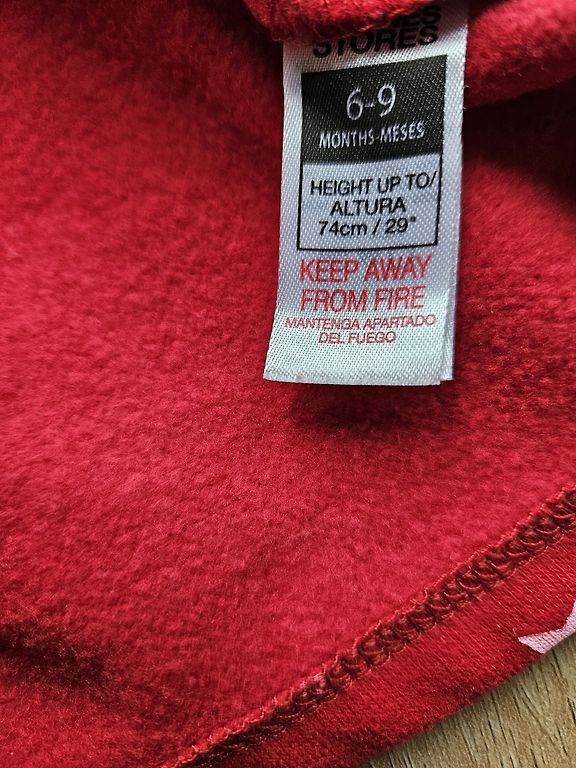 STORES
6-9
MONTHS-MESES
HEIGHT UP TO/
ALTURA
74cm / 29"
KEEP AWAY
FROM FIRE
MANTENGA APARTADO
DEL FUEGO